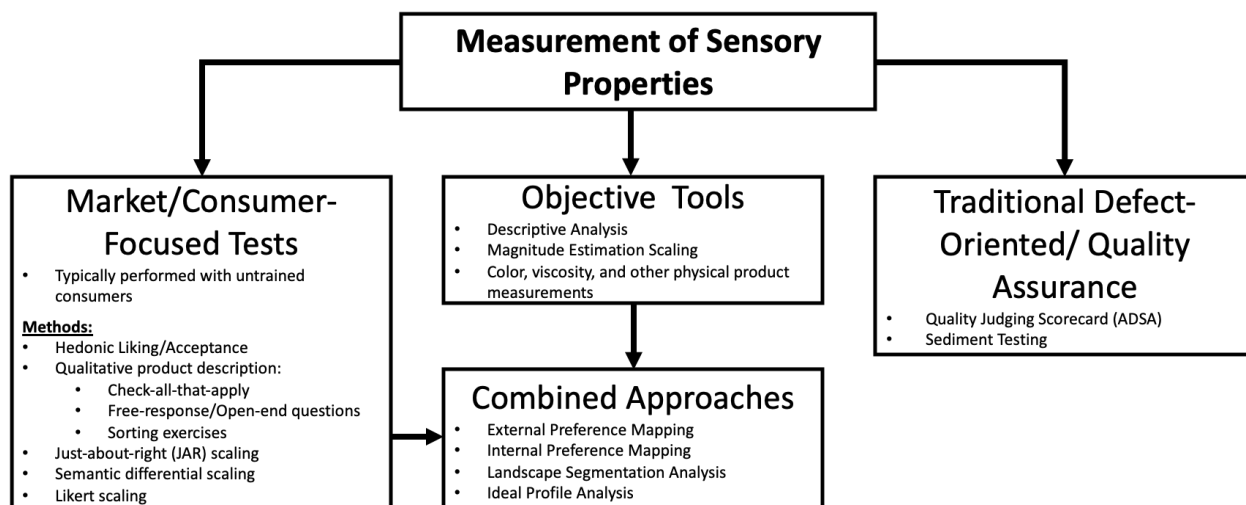 Measurement of Sensory
Properties
Market/Consumer-
Focused Tests
• Typically performed with untrained
consumers
Methods:
• Hedonic Liking/Acceptance
• Qualitative product description:
• Check-all-that-apply
• Free-response/Open-end questions
• Sorting exercises
• Just-about-right (JAR) scaling
• Semantic differential scaling
• Likert scaling
Objective Tools
• Descriptive Analysis
• Magnitude Estimation Scaling
• Color, viscosity, and other physical product
measurements
Combined Approaches
• External Preference Mapping
• Internal Preference Mapping
• Landscape Segmentation Analysis
• Ideal Profile Analysis
Traditional Defect-
Oriented/ Quality
Assurance
• Quality Judging Scorecard (ADSA)
• Sediment Testing